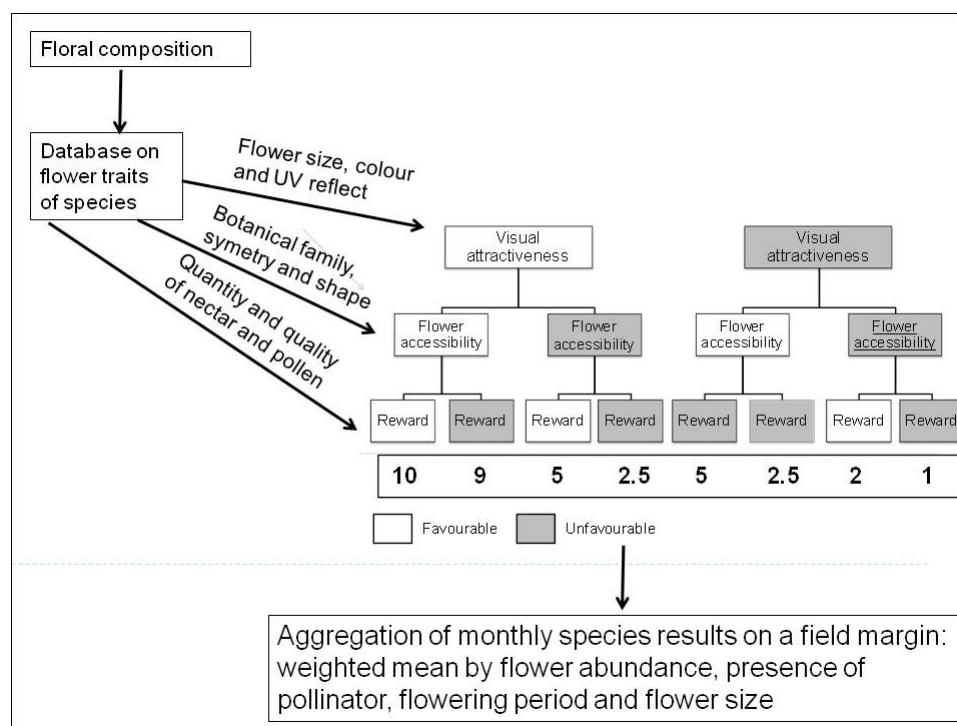 Floral composition
Database on
flower traits
of species
Flower size, colour
and UV reflect
Botanical family,
symetry and shape
Quantity and quality
of nectar and pollen
Visual
attractiveness
Visual
attractiveness
Flower
accessibility
Flower
accessibility
Flower
accessibility
Flower
accessibility
Reward
Reward
Reward
Reward
Reward
Reward
Reward
Reward
10 9 5 2.5 5 2.5 2 1
Favourable
Unfavourable
Aggregation of monthly species results on a field margin:
weighted mean by flower abundance, presence of
pollinator, flowering period and flower size